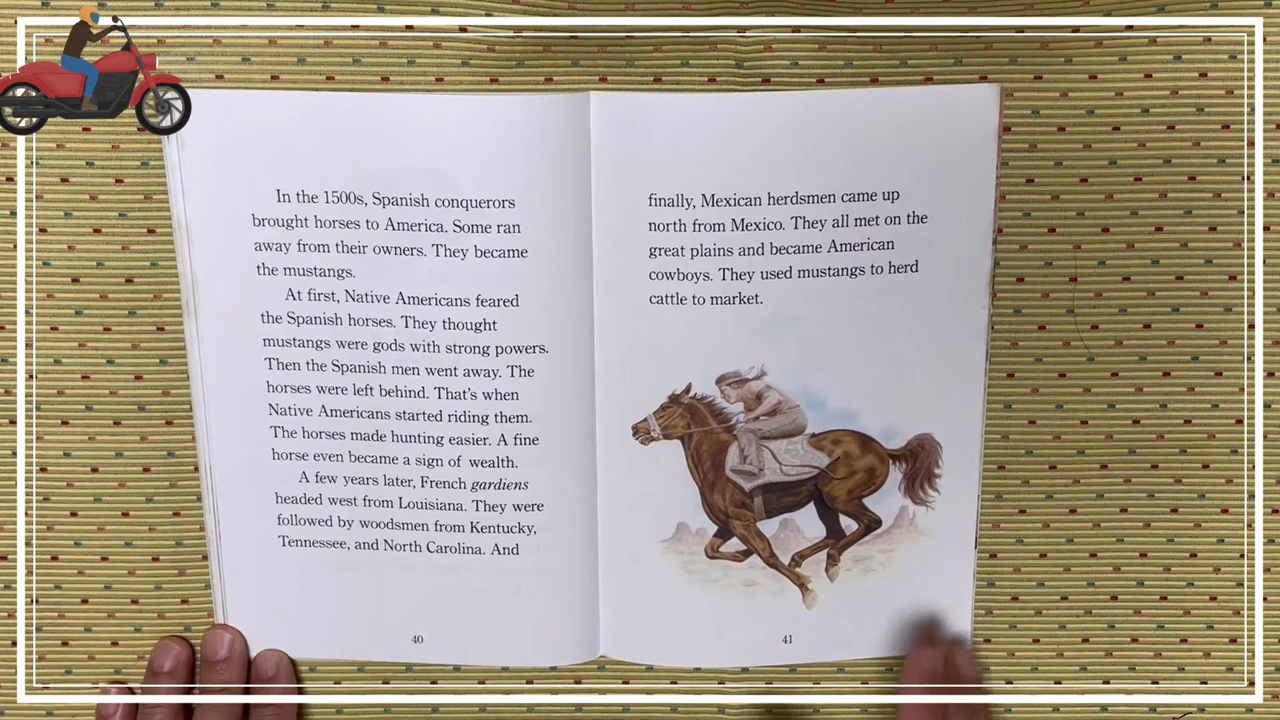 In the 1500s, Spanish conquerors
brought horses to America. Some ran
away from their owners. They became
the mustangs.
At first, Native Americans feared
the Spanish horses. They thought
mustangs were gods with strong powers.
Then the Spanish men went away. The
horses were left behind. That's when
Native Americans started riding them.
The horses made hunting easier. A fine
horse even became a sign of wealth.
A few years later, French gardiens
headed west from Louisiana. They were
followed by woodsmen from Kentucky,
Tennessee, and North Carolina. And
40
finally, Mexican herdsmen came up
north from Mexico. They all met on the
great plains and became American
cowboys. They used mustangs to herd
cattle to market.
41